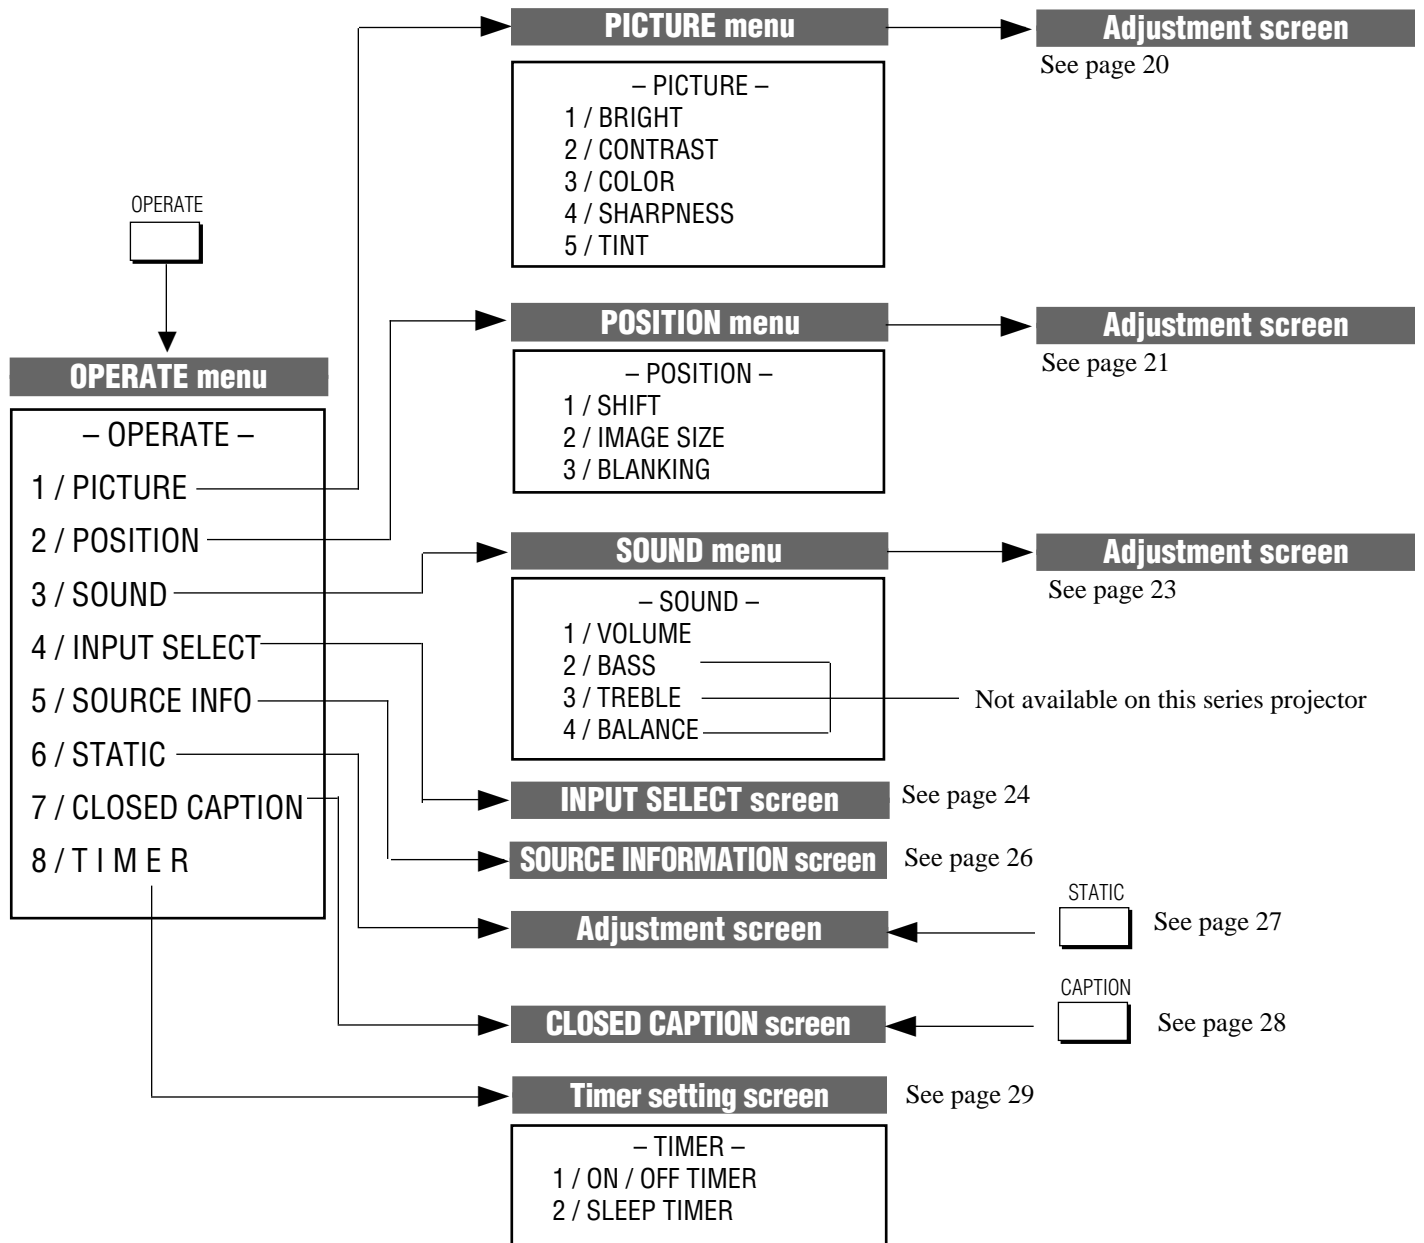 OPERATE
OPERATE menu
– OPERATE –
1 / PICTURE
2 / POSITION
3 / SOUND
4 / INPUT SELECT
5 / SOURCE INFO
6 / STATIC
7 / CLOSED CAPTION
8 / T I M E R
PICTURE menu
– PICTURE –
1 / BRIGHT
2 / CONTRAST
3 / COLOR
4 / SHARPNESS
5 / TINT
Adjustment screen
See page 20
POSITION menu
– POSITION –
1 / SHIFT
2 / IMAGE SIZE
3 / BLANKING
Adjustment screen
See page 21
SOUND menu
– SOUND –
1 / VOLUME
2 / BASS
3 / TREBLE
4 / BALANCE
Not available on this series projector
Adjustment screen
See page 23
INPUT SELECT screen
See page 24
SOURCE INFORMATION screen
See page 26
Adjustment screen
STATIC
See page 27
CLOSED CAPTION screen
CAPTION
See page 28
Timer setting screen
See page 29
– TIMER –
1 / ON / OFF TIMER
2 / SLEEP TIMER